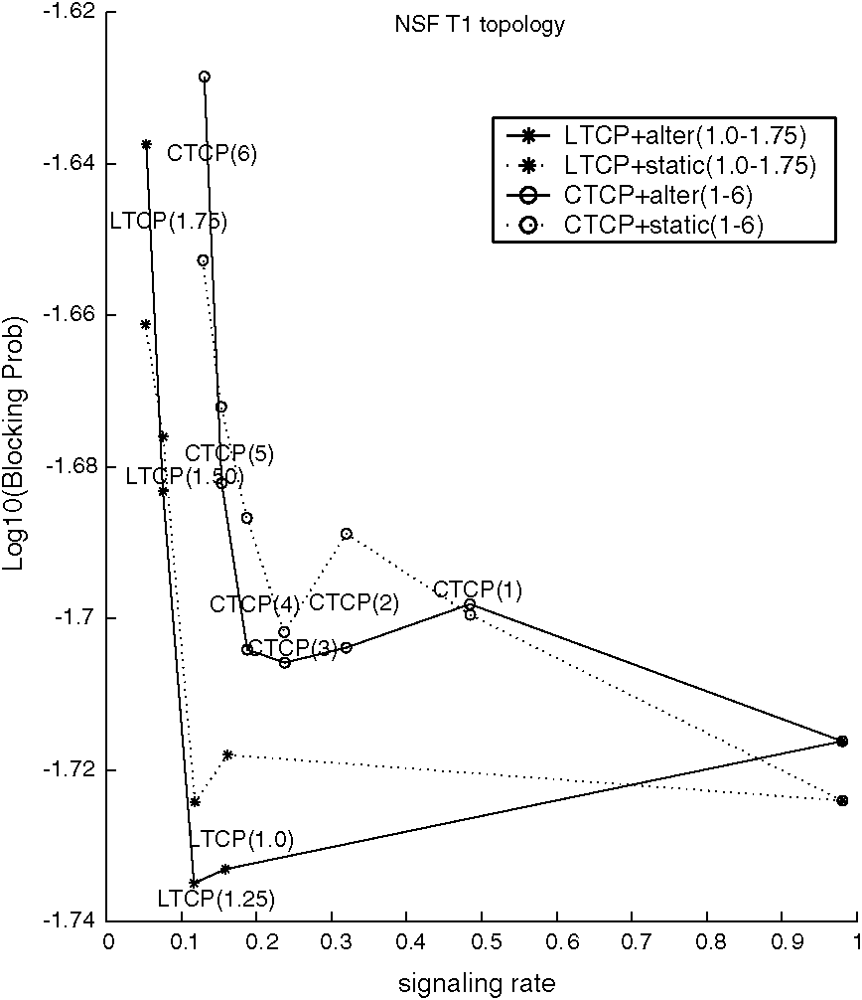 NSF T1 topology
-1.62
-1.64
-1.66
-1.68
-1.7
-1.72
-1.74
Log10(Blocking Prob)
LTCP+alter(1.0-1.75)
LTCP+static(1.0-1.75)
CTCP+alter(1-6)
CTCP+static(1-6)
CTCP(6)
LTCP(1.75)
CTCP(5)
LTCP(1.50)
CTCP(1)
CTCP(4)
CTCP(2)
CTCP(3)
LTCP(1.0)
LTCP(1.25)
0 0.1 0.2 0.3 0.4 0.5 0.6 0.7 0.8 0.9 1
signaling rate